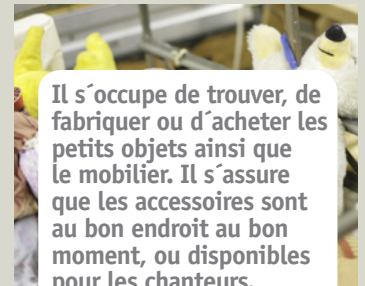 Il s´occupe de trouver, de
fabriquer ou d´acheter les
petits objets ainsi que
le mobilier. Il s´assure
que les accessoires sont
au bon endroit au bon
moment, ou disponibles
pour les chanteurs.